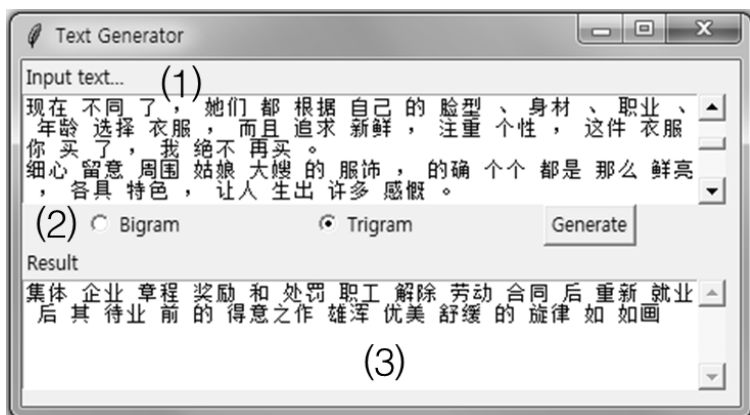 Text Generator
Input text...
(1)
现在 不同 了 ， 她们 都 根据 自己 的 脸型 、 身材 、 职业 、
年龄 选择 衣服 ， 而且 追求 新鲜 ， 注重 个性 ， 这件 衣服
你 买 了 ， 我 绝不 再买 。
细心 留意 周围 姑娘 大嫂 的 服饰 ， 的确 个个 都是 那么 鲜亮
， 各具 特色 ， 让人 生出 许多 感慨 。
(2) Bigram Trigram Generate
Result
集体 企业 章程 奖励 和 处罚 职工 解除 劳动 合同 后 重新 就业
后 其 待业 前 的 得意之作 雄浑 优美 舒缓 的 旋律 如 如画
(3)